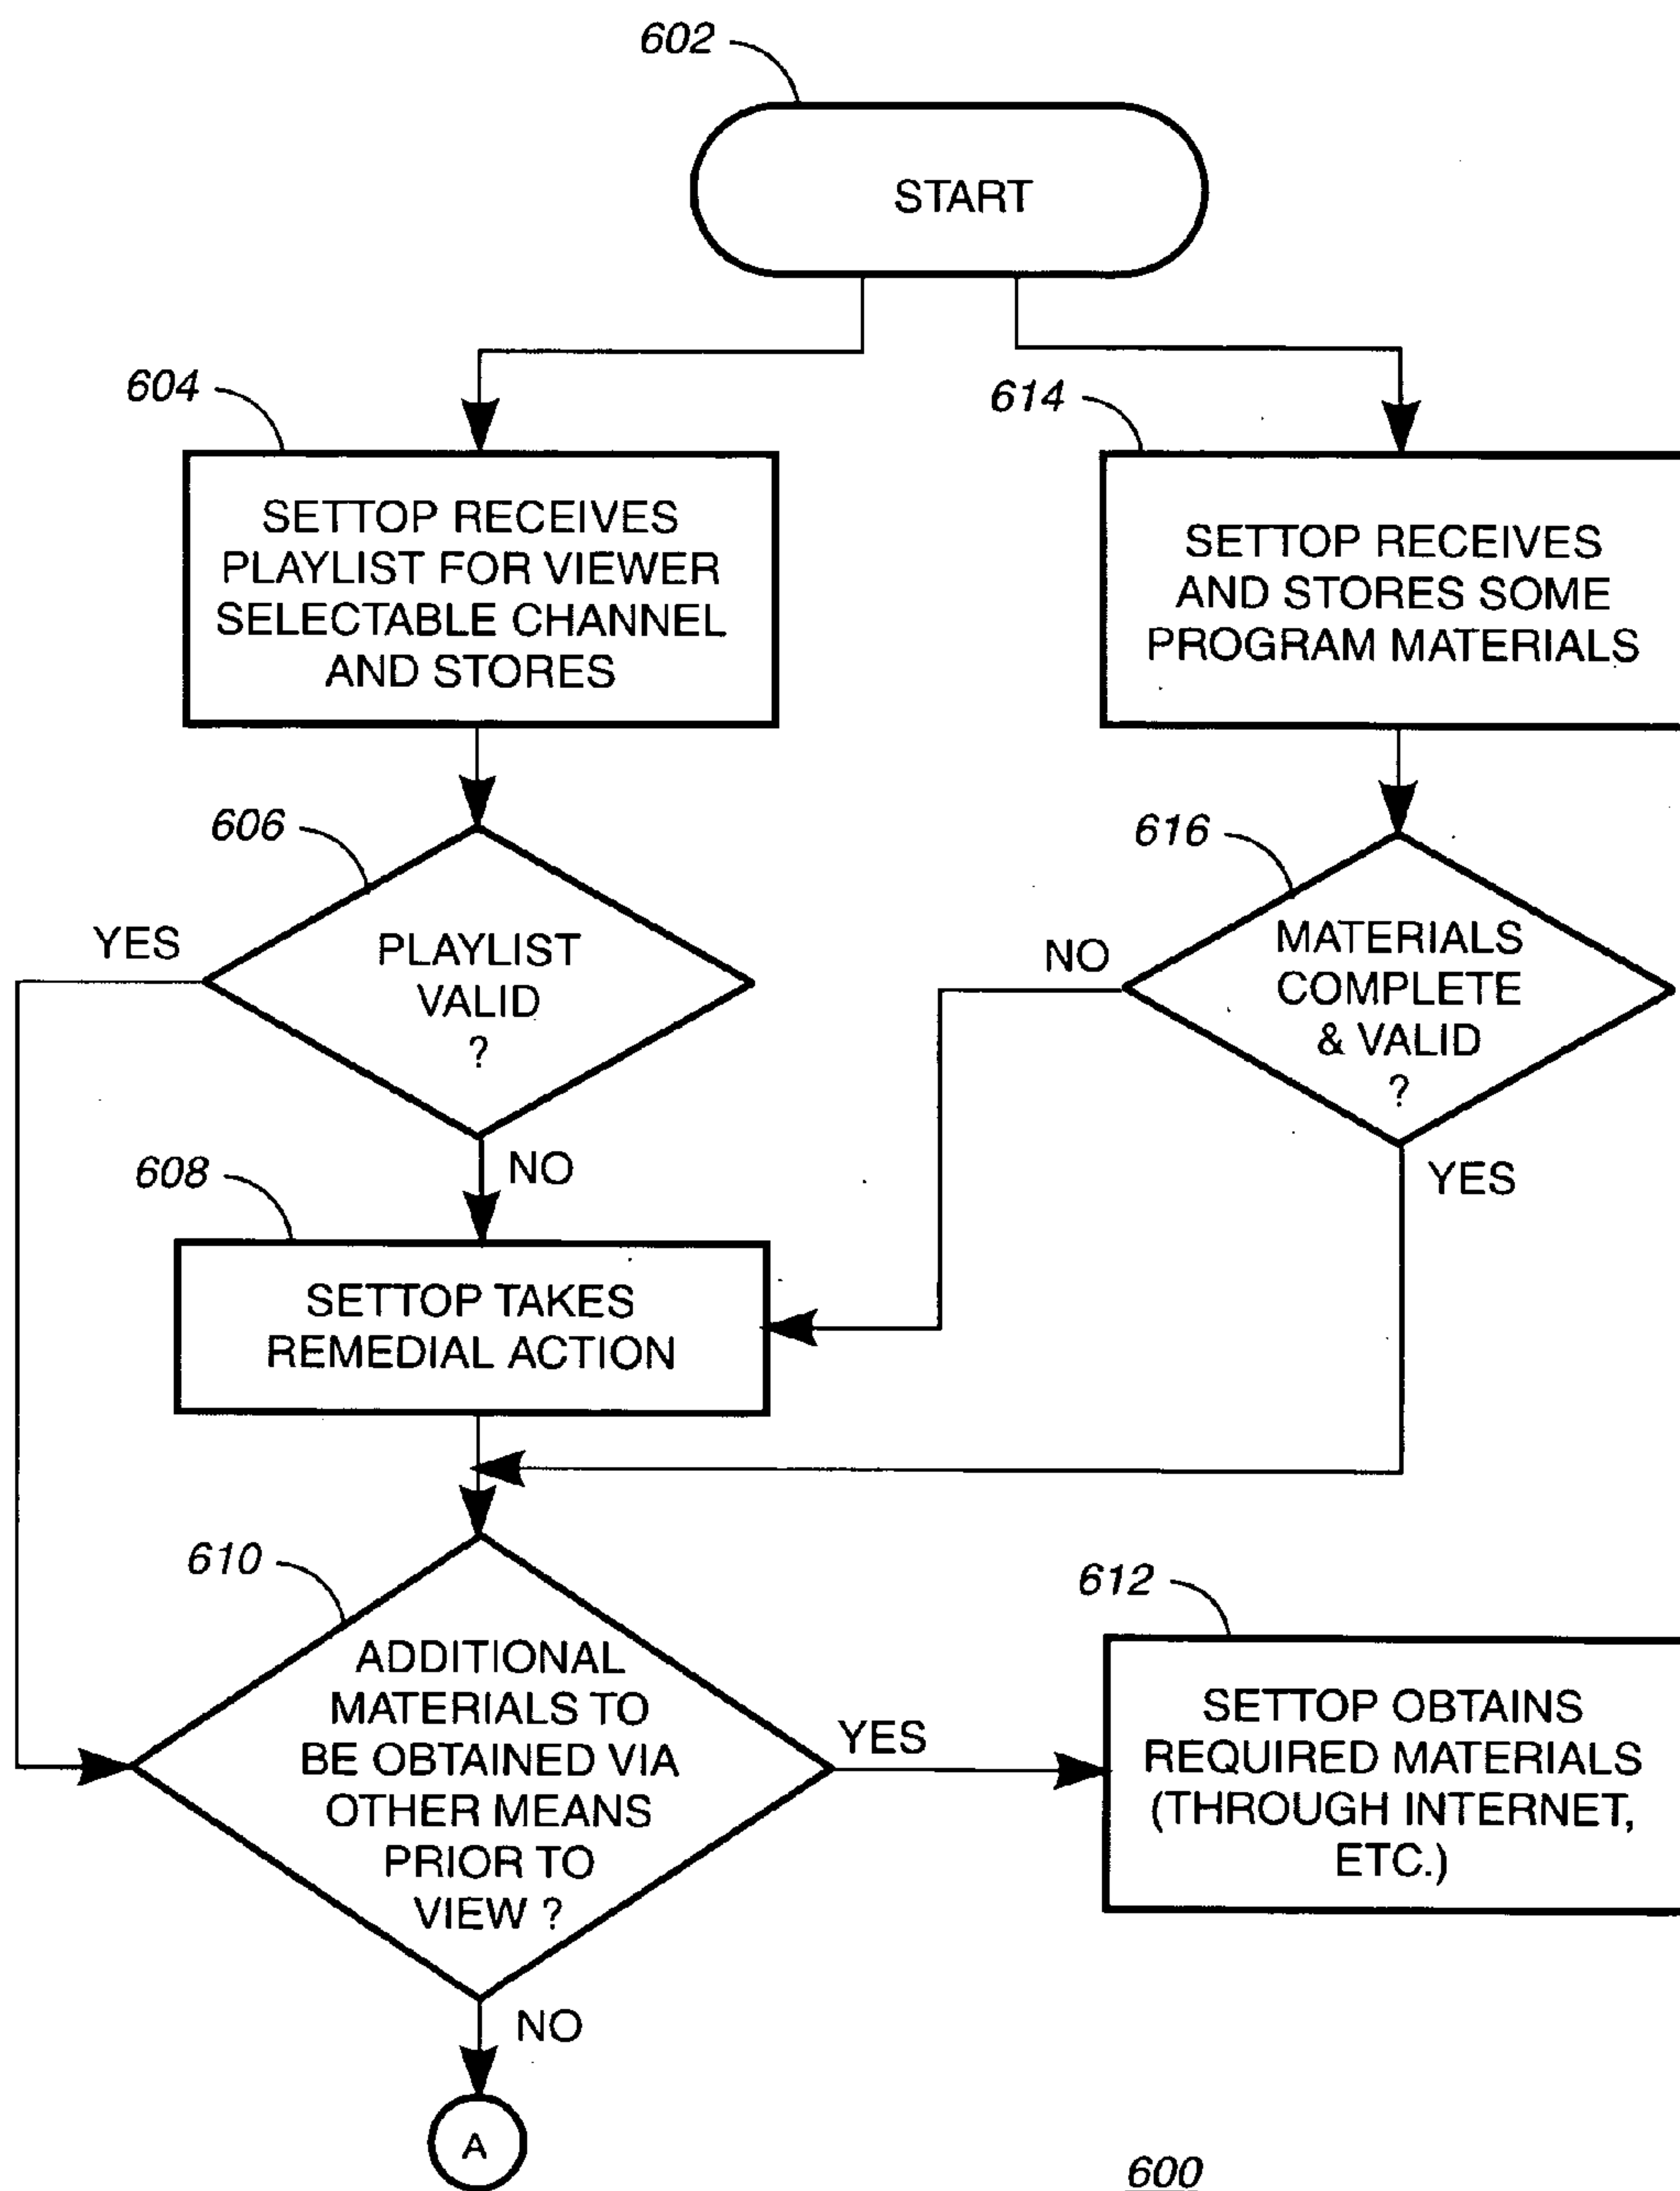 602
START
604
614
SETTOP RECEIVES
PLAYLIST FOR VIEWER
SELECTABLE CHANNEL
AND STORES
SETTOP RECEIVES
AND STORES SOME
PROGRAM MATERIALS
606
616
YES
PLAYLIST
VALID
?
NO
MATERIALS
COMPLETE
& VALID
?
NO
YES
608
SETTOP TAKES
REMEDIAL ACTION
610
612
ADDITIONAL
MATERIALS TO
BE OBTAINED VIA
OTHER MEANS
PRIOR TO
VIEW ?
YES
SETTOP OBTAINS
REQUIRED MATERIALS
(THROUGH INTERNET,
ETC.)
NO
A
600